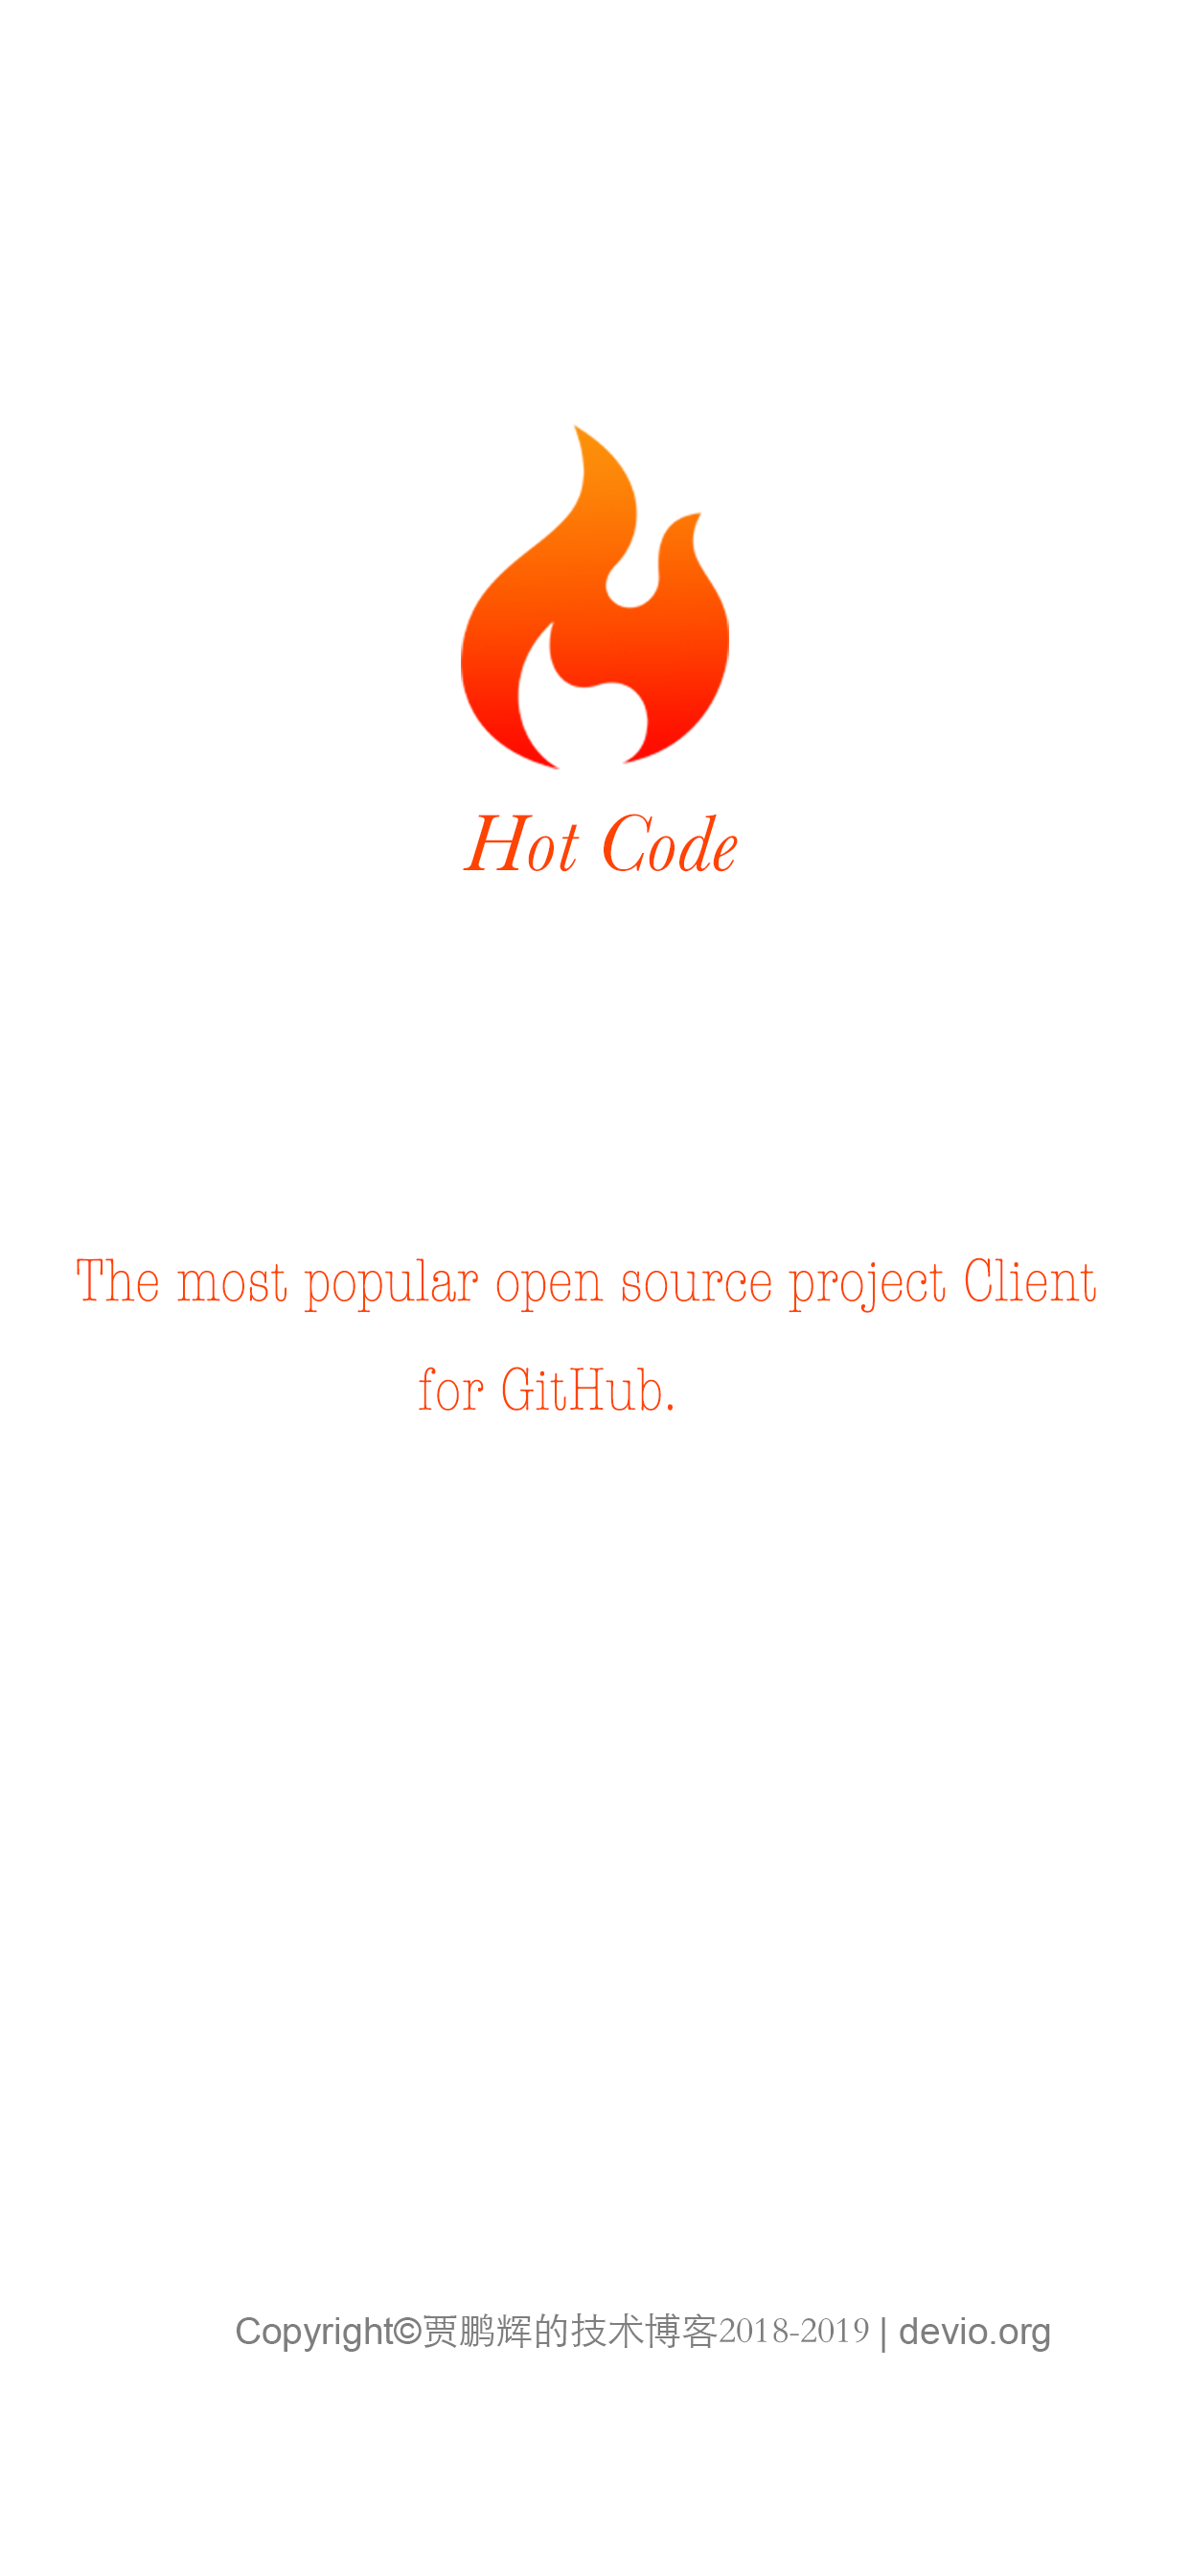 Hot Code
The most popular open source project Client
for GitHub.
Copyright©贾鹏辉的技术博客2018-2019 | devio.org